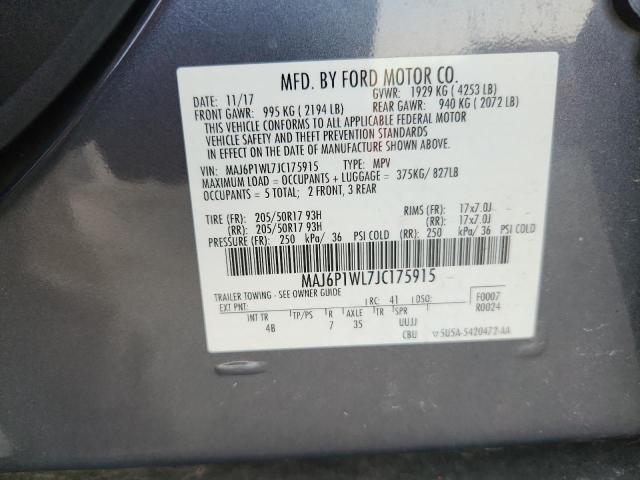 MFD. BY FORD MOTOR CO.
DATE: 11/17 GVWR: 1929 KG ( 4253 LB)
FRONT GAWR: 995 KG ( 2194 LB) REAR GAWR: 940 KG ( 2072 LB)
THIS VEHICLE CONFORMS TO ALL APPLICABLE FEDERAL MOTOR
VEHICLE SAFETY AND THEFT PREVENTION STANDARDS
IN EFFECT ON THE DATE OF MANUFACTURE SHOWN ABOVE.
VIN: MAJ6P1WL7JC175915 TYPE: MPV
MAXIMUM LOAD = OCCUPANTS + LUGGAGE = 375KG/ 827LB
OCCUPANTS = 5 TOTAL; 2 FRONT, 3 REAR
TIRE (FR): 205/50R17 93H RIMS (FR): 17x7.0J
(RR): 205/50R17 93H (RR): 17x7.0J
PRESSURE (FR): 250 kPa/ 36 PSI COLD (RR): 250 kPa/ 36 PSI COLD
MAJ6P1WL7JC175915
TRAILER TOWING - SEE OWNER GUIDE
EXT PNT: RC: 41 DSO: F0007
R0024
INT TR TP/PS R AXLE TR SPR
4B 7 35 UUJJ
CBU ▽5U5A-5420472-AA